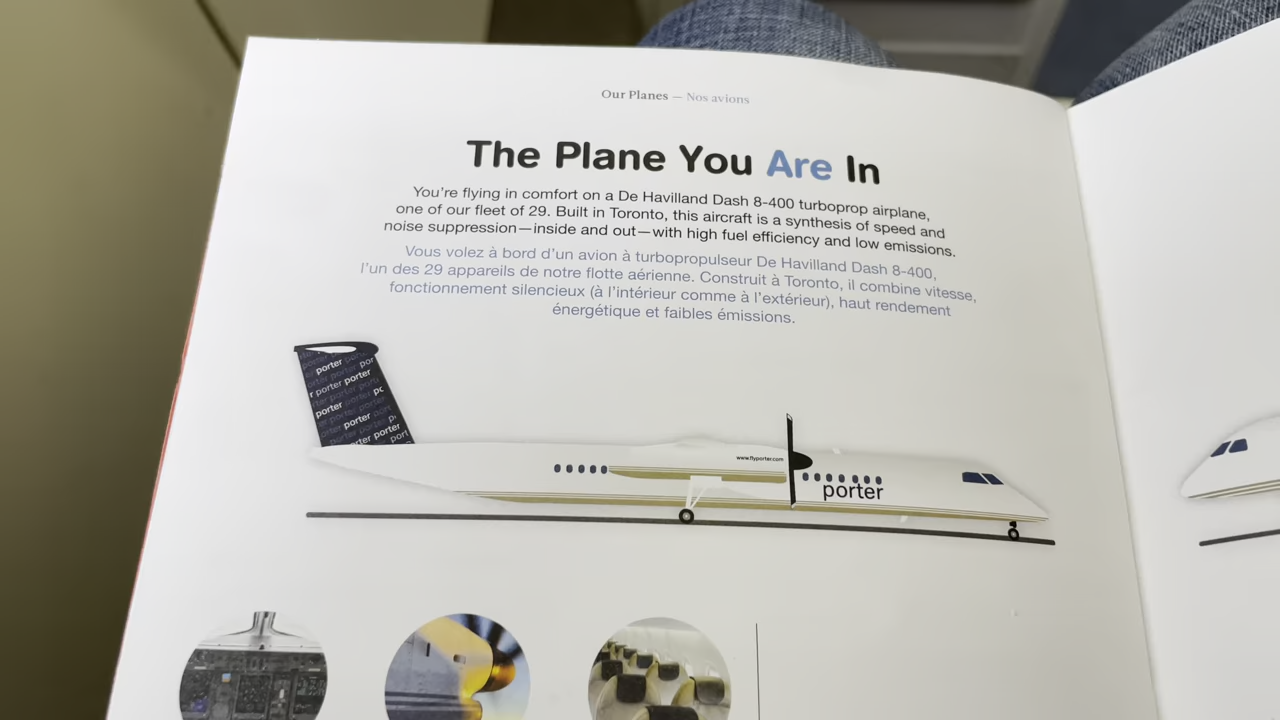 Our Planes — Nos avions
The Plane You Are In
You're flying in comfort on a De Havilland Dash 8-400 turboprop airplane,
one of our fleet of 29. Built in Toronto, this aircraft is a synthesis of speed and
noise suppression—inside and out—with high fuel efficiency and low emissions.
Vous volez à bord d'un avion à turbopropulseur De Havilland Dash 8-400,
l'un des 29 appareils de notre flotte aérienne. Construit à Toronto, il combine vitesse,
fonctionnement silencieux (à l'intérieur comme à l'extérieur), haut rendement
énergétique et faibles émissions.
porter por
porter porter
porter
porter
porter
www.flyporter.com
porter